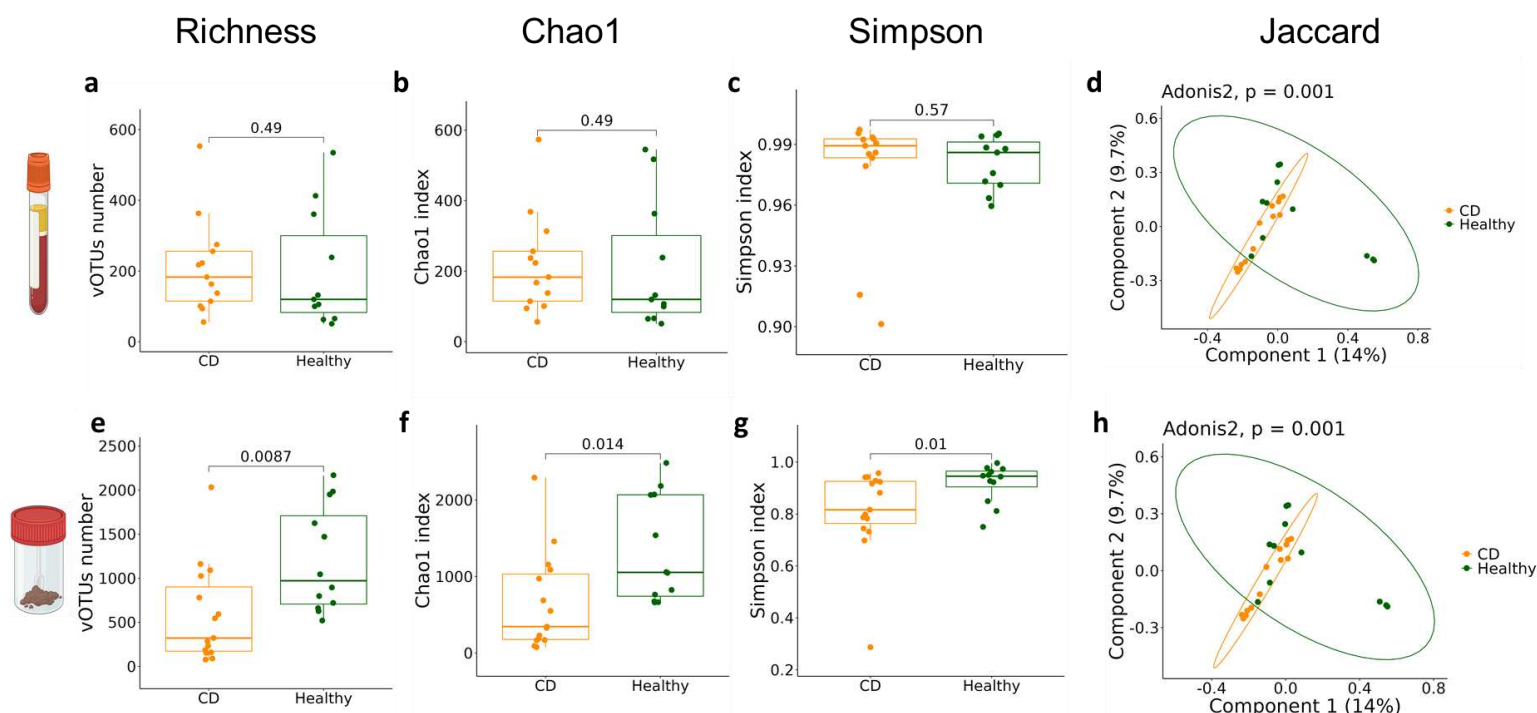 Richness
Chao1
Simpson
Jaccard
a
vOTUs number
600
400
200
0
0.49
CD
Healthy
b
Chao1 index
600
400
200
0
0.49
CD
Healthy
c
Simpson index
0.99
0.96
0.93
0.90
0.57
CD
Healthy
d
Adonis2, p = 0.001
Component 2 (9.7%)
0.6
0.3
0.0
-0.3
-0.4
0.0
0.4
0.8
Component 1 (14%)
CD
Healthy
e
vOTUs number
2500
2000
1500
1000
500
0
0.0087
CD
Healthy
f
Chao1 index
2000
1000
0
0.014
CD
Healthy
g
Simpson index
1.0
0.8
0.6
0.4
0.2
0.01
CD
Healthy
h
Adonis2, p = 0.001
Component 2 (9.7%)
0.6
0.3
0.0
-0.3
-0.4
0.0
0.4
0.8
Component 1 (14%)
CD
Healthy